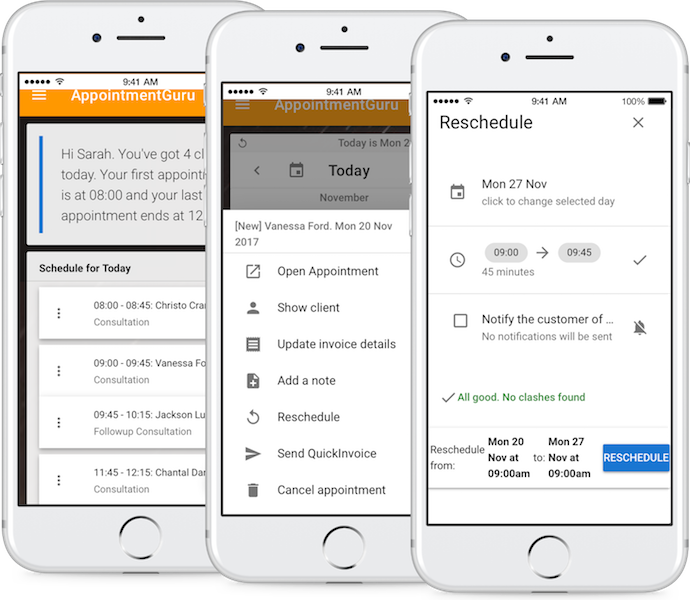 9:41 AM
AppointmentGuru
Hi Sarah. You've got 4 cl
today. Your first appointi
is at 08:00 and your last
appointment ends at 12
Schedule for Today
08:00 - 08:45: Christo Cra
Consultation
09:00 - 09:45: Vanessa Fo
Consultation
09:45 - 10:15: Jackson Lu
Followup Consultation
11:45 - 12:15: Chantal Da
Consultation
9:41 AM
AppointmentGuru
Today is Mon 2
Today
November
[New] Vanessa Ford. Mon 20 Nov
2017
Open Appointment
Show client
Update invoice details
Add a note
Reschedule
Send QuickInvoice
Cancel appointment
9:41 AM 100%
Reschedule
Mon 27 Nov
click to change selected day
09:00 → 09:45
45 minutes
Notify the customer of ...
No notifications will be sent
All good. No clashes found
Reschedule from: Mon 20 Nov at 09:00am to: Mon 27 Nov at 09:00am RESCHEDULE